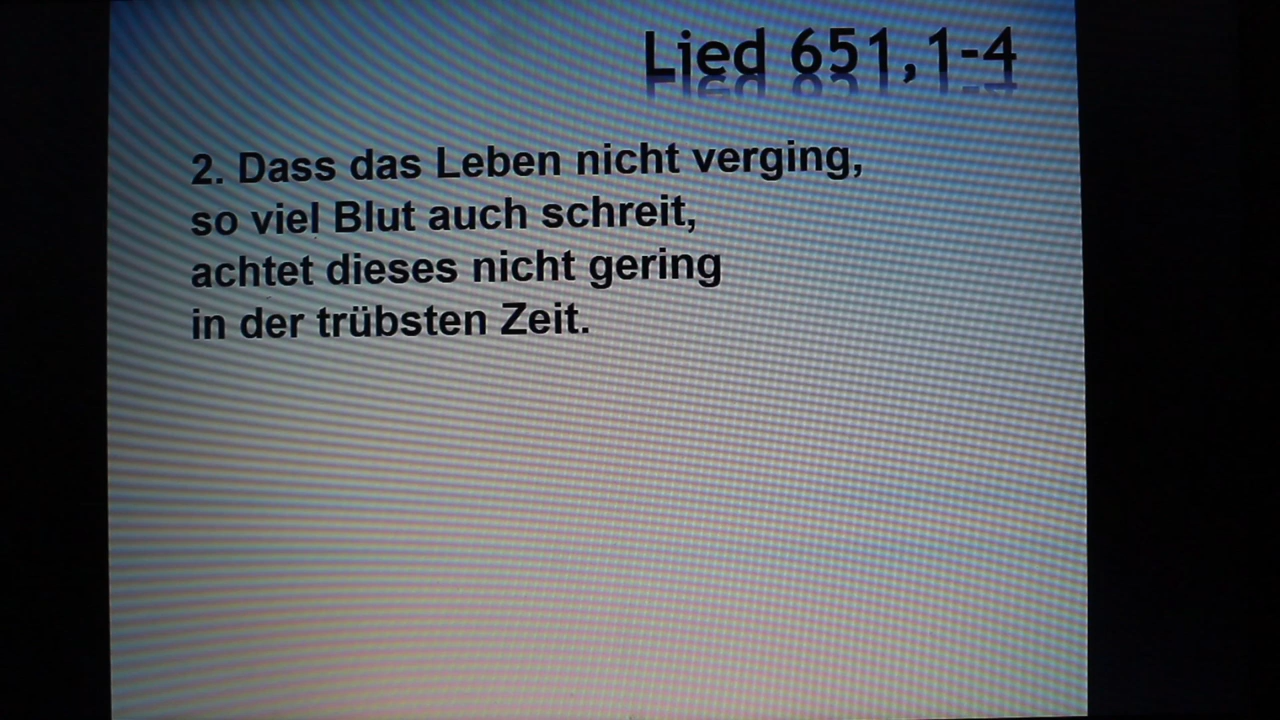 Lied 651,1-4
2. Dass das Leben nicht verging,
so viel Blut auch schreit,
achtet dieses nicht gering
in der trübsten Zeit.